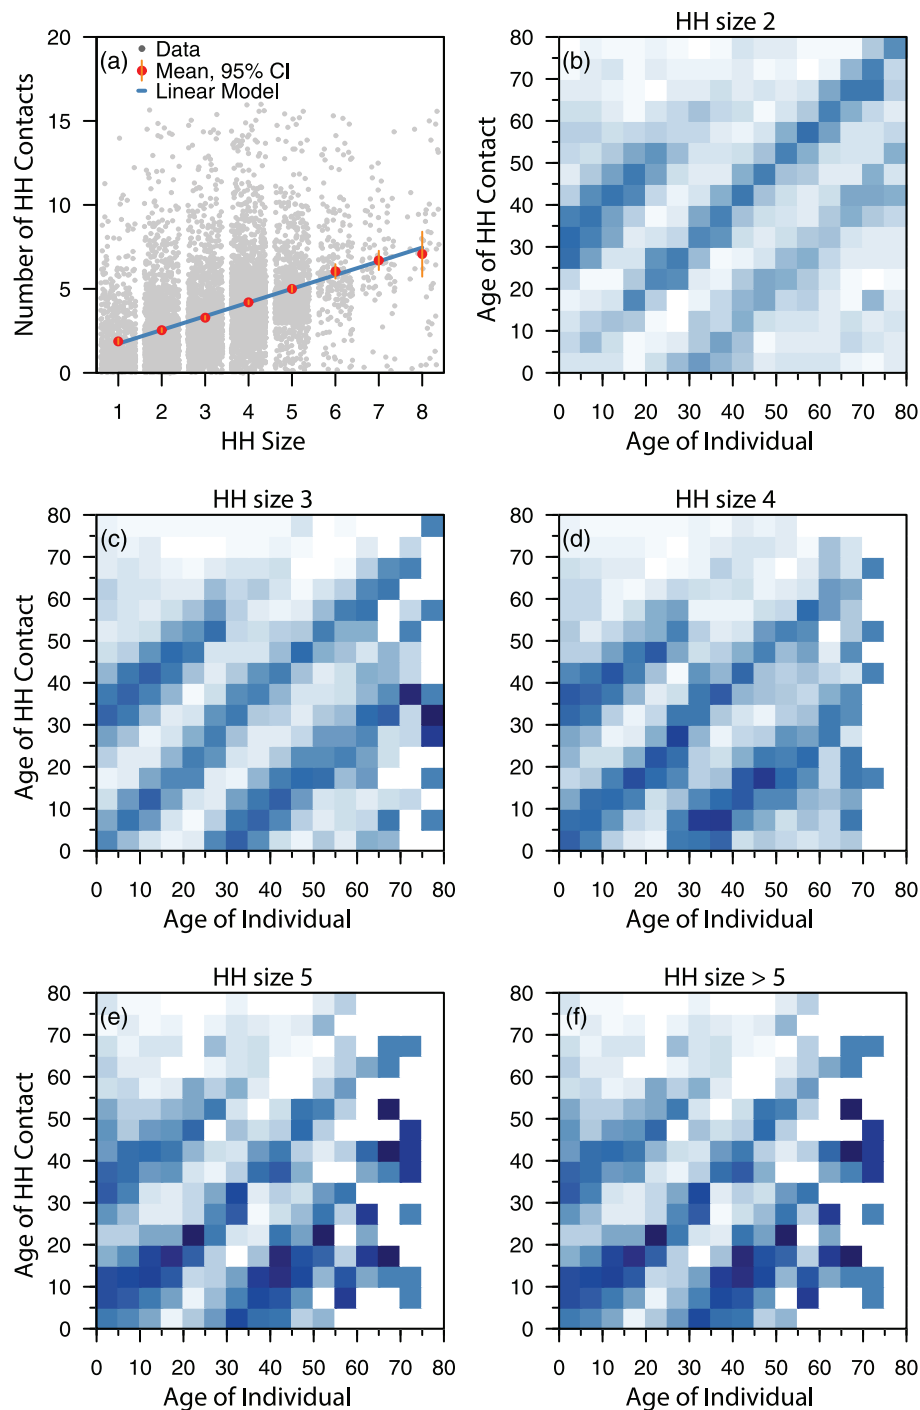 20
15
10
5
0
(a)
Data
Mean, 95% CI
Linear Model
Number of HH Contacts
1 2 3 4 5 6 7 8
HH Size
HH size 2
(b)
80
70
60
50
40
30
20
10
0
Age of HH Contact
0 10 20 30 40 50 60 70 80
Age of Individual
HH size 3
(c)
80
70
60
50
40
30
20
10
0
Age of HH Contact
0 10 20 30 40 50 60 70 80
Age of Individual
HH size 4
(d)
80
70
60
50
40
30
20
10
0
0 10 20 30 40 50 60 70 80
Age of Individual
HH size 5
(e)
80
70
60
50
40
30
20
10
0
Age of HH Contact
0 10 20 30 40 50 60 70 80
Age of Individual
HH size > 5
(f)
80
70
60
50
40
30
20
10
0
0 10 20 30 40 50 60 70 80
Age of Individual